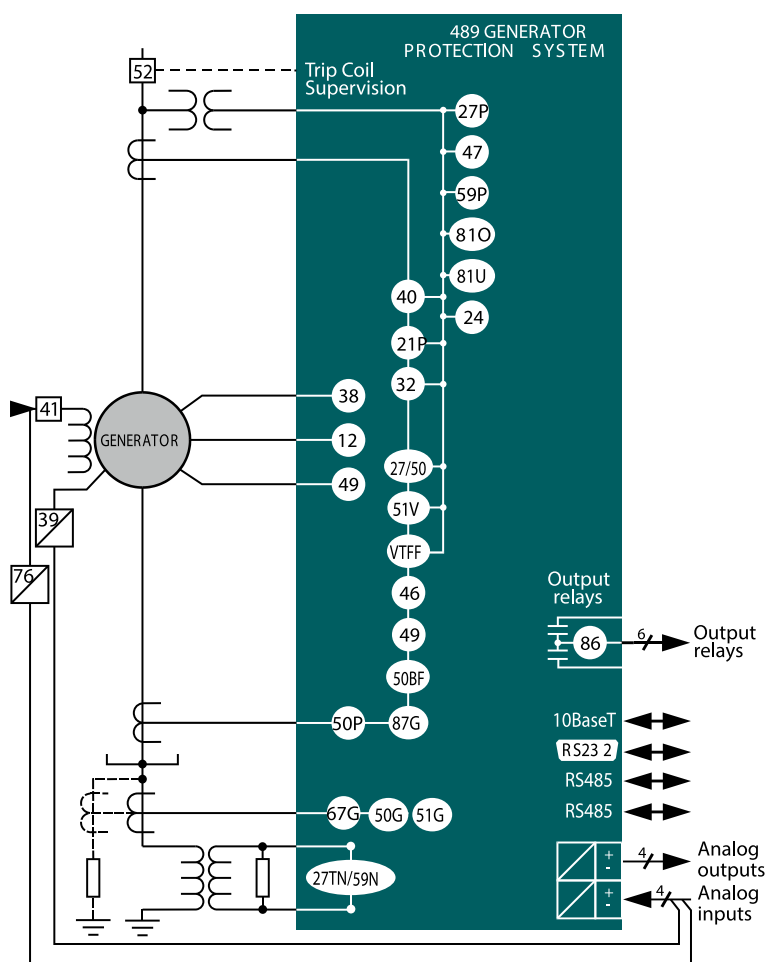 489 GENERATOR
PROTECTION SYSTEM
52
Trip Coil
Supervision
27P
47
59P
81O
81U
40
24
21P
32
38
41
GENERATOR
12
27/50
49
51V
39
VTFF
76
46
Output
relays
49
86
6
Output
relays
50BF
50P
87G
10BaseT
RS23 2
RS485
RS485
67G
50G
51G
27TN/59N
+
-
4
Analog
outputs
+
-
4
Analog
inputs